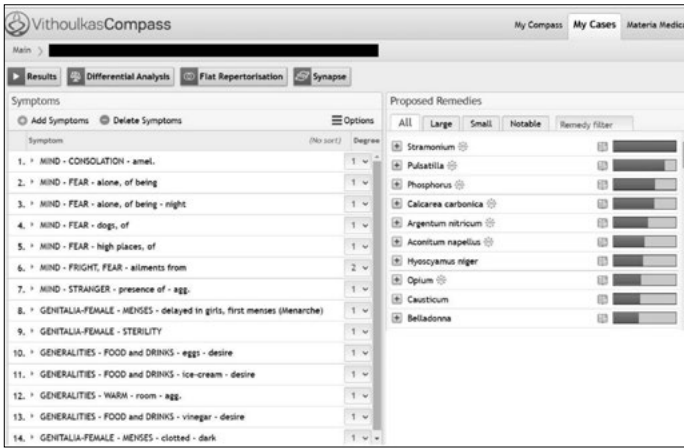 VithoulkasCompass
My Compass My Cases Materia Medica
Main
Results Differential Analysis Flat Repertorisation Synapse
Symptoms
Add Symptoms Delete Symptoms Options
Symptom (No sort) Degree
1. MIND - CONSOLATION - amel. 1
2. MIND - FEAR - alone, of being 1
3. MIND - FEAR - alone, of being - night 1
4. MIND - FEAR - dogs, of 1
5. MIND - FEAR - high places, of 1
6. MIND - FRIGHT, FEAR - ailments from 2
7. MIND - STRANGER - presence of - agg. 1
8. GENITALIA-FEMALE - MENSES - delayed in girls, first menses (Menarche) 1
9. GENITALIA-FEMALE - STERILITY 1
10. GENERALITIES - FOOD and DRINKS - eggs - desire 1
11. GENERALITIES - FOOD and DRINKS - ice-cream - desire 1
12. GENERALITIES - WARM - room - agg. 1
13. GENERALITIES - FOOD and DRINKS - vinegar - desire 1
14. GENITALIA-FEMALE - MENSES - clotted - dark 1
Proposed Remedies
All Large Small Notable Remedy filter
Stramonium
Pulsatilla
Phosphorus
Calcarea carbonica
Argentum nitricum
Aconitum napellus
Hyoscyamus niger
Opium
Causticum
Belladonna